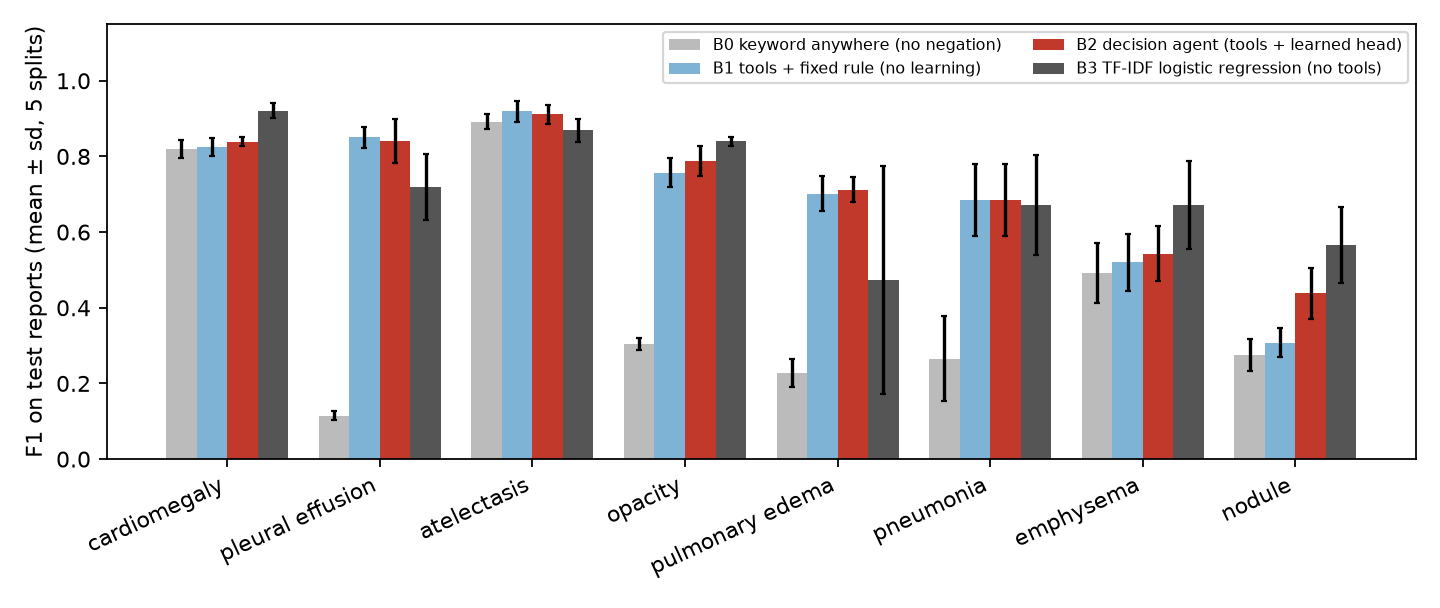 F1 on test reports (mean ± sd, 5 splits)
1.0
0.8
0.6
0.4
0.2
0.0
B0 keyword anywhere (no negation)
B1 tools + fixed rule (no learning)
B2 decision agent (tools + learned head)
B3 TF-IDF logistic regression (no tools)
cardiomegaly
pleural effusion
atelectasis
opacity
pulmonary edema
pneumonia
emphysema
nodule